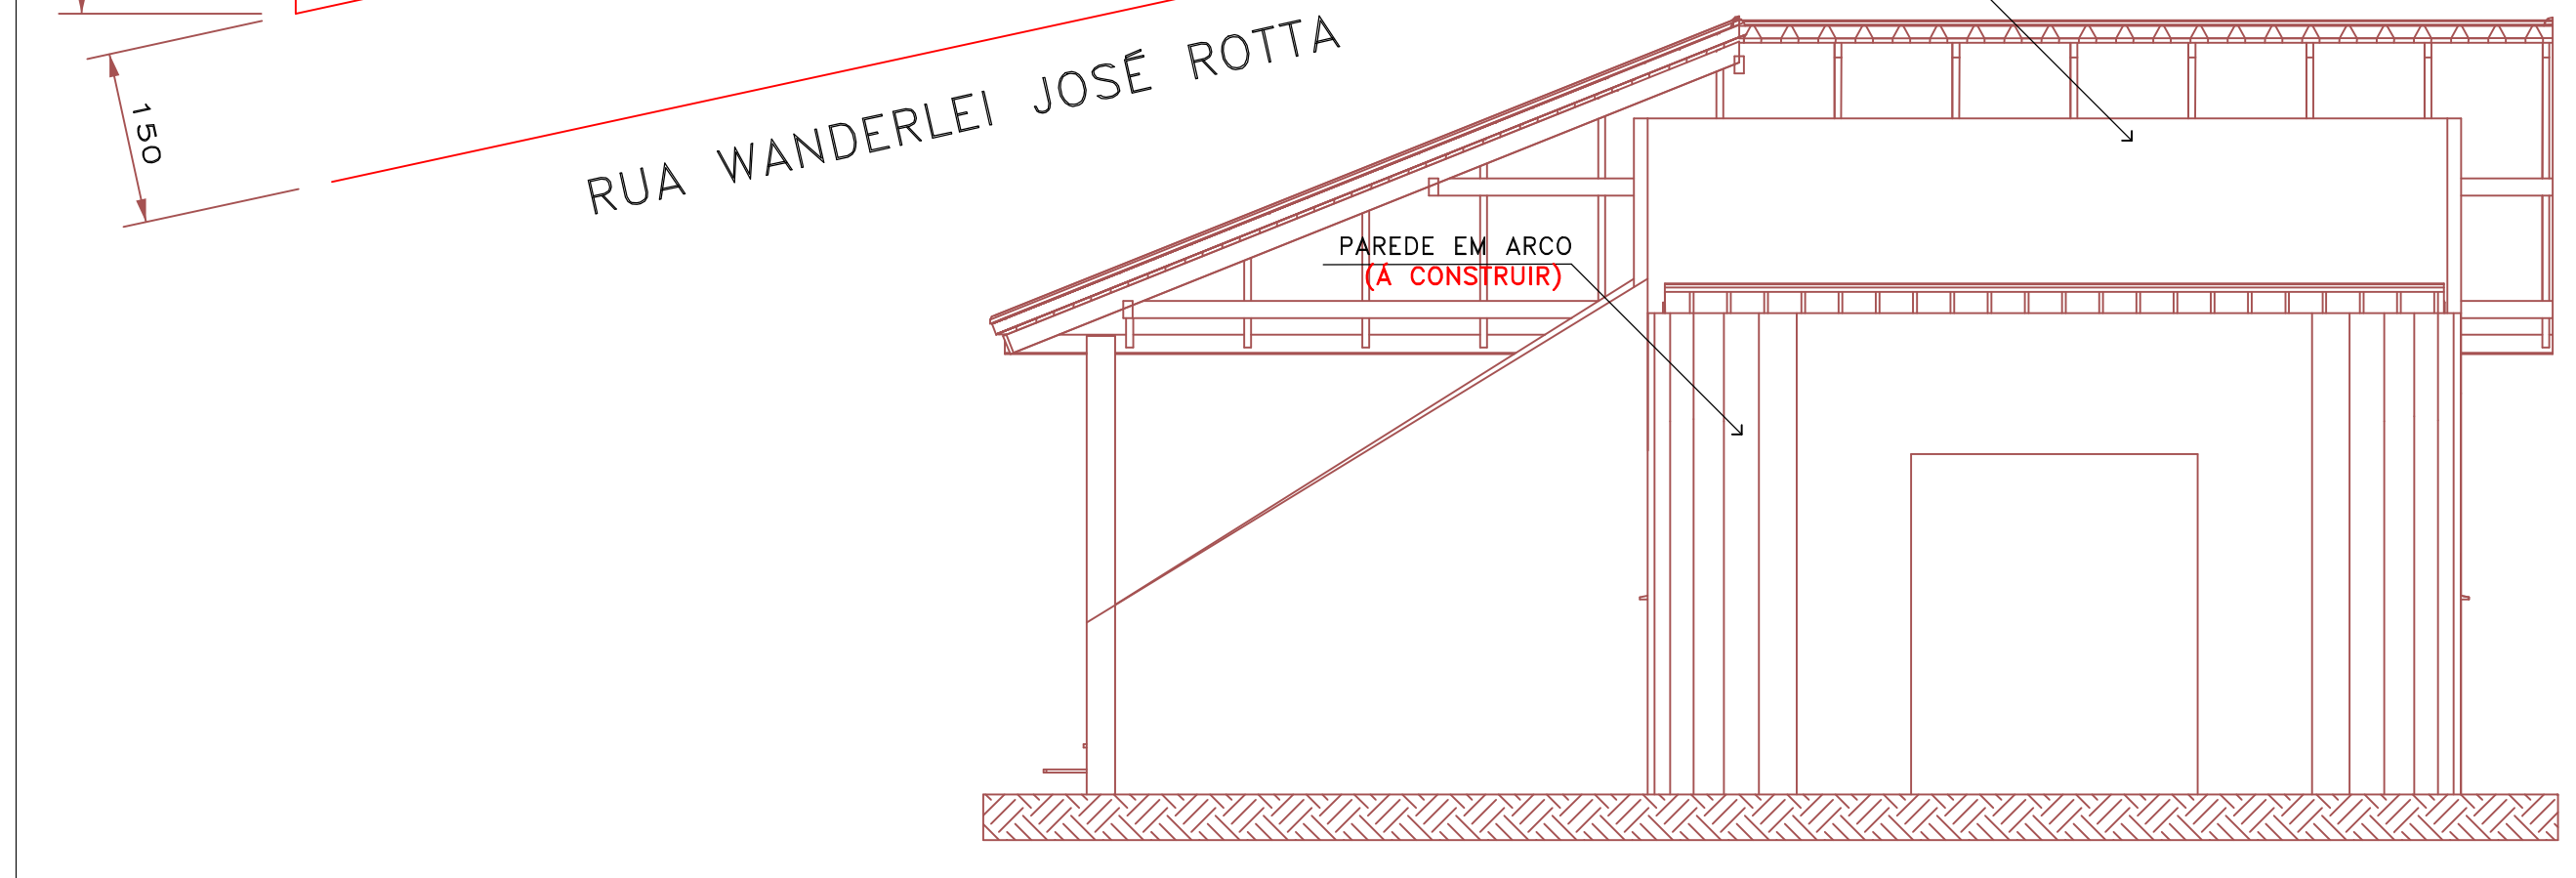 RUA WANDERLEI JOSÉ ROTTA
150
PAREDE EM ARCO
(Á CONSTRUIR)